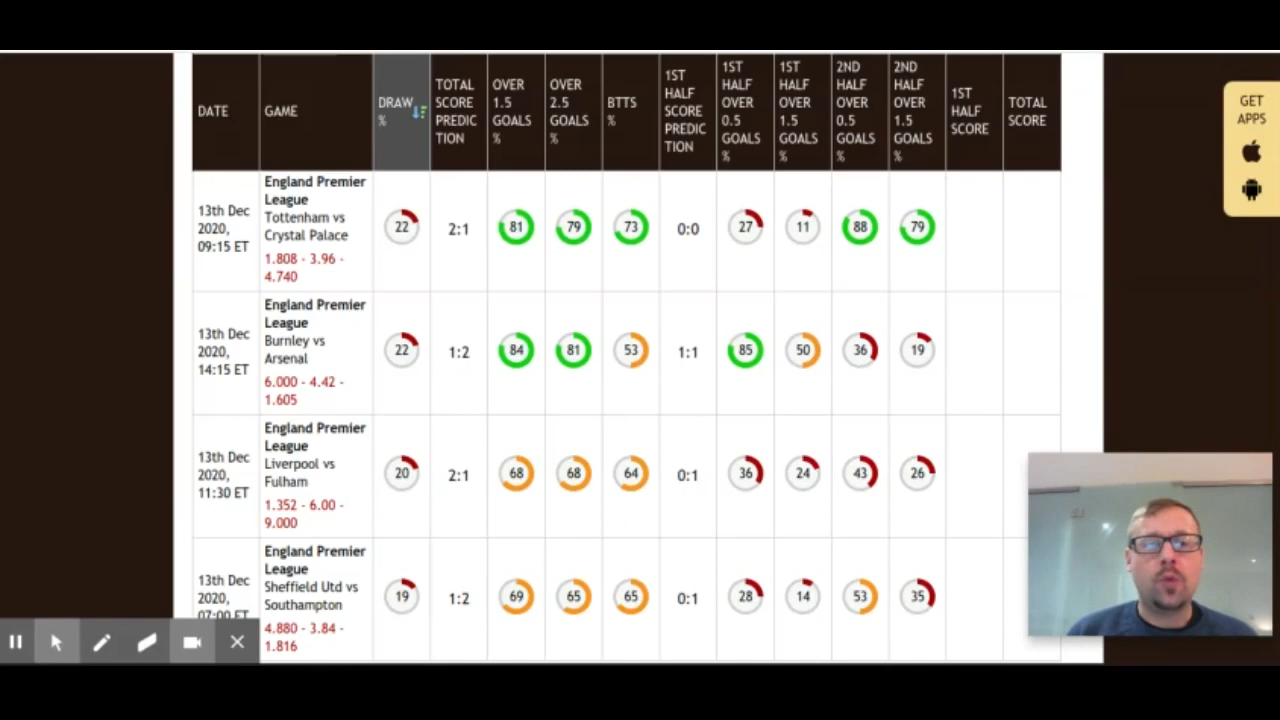 DATE
GAME
DRAW
%
TOTAL
SCORE
PREDIC
TION
OVER
1.5
GOALS
%
OVER
2.5
GOALS
%
BTTS
%
1ST
HALF
SCORE
PREDIC
TION
1ST
HALF
OVER
0.5
GOALS
%
1ST
HALF
OVER
1.5
GOALS
%
2ND
HALF
OVER
0.5
GOALS
%
2ND
HALF
OVER
1.5
GOALS
%
1ST
HALF
SCORE
TOTAL
SCORE
GET
APPS
13th Dec
2020,
09:15 ET
England Premier
League
Tottenham vs
Crystal Palace
1.808 - 3.96 -
4.740
22
2:1
81
79
73
0:0
27
11
88
79
13th Dec
2020,
14:15 ET
England Premier
League
Burnley vs
Arsenal
6.000 - 4.42 -
1.605
22
1:2
84
81
53
1:1
85
50
36
19
13th Dec
2020,
11:30 ET
England Premier
League
Liverpool vs
Fulham
1.352 - 6.00 -
9.000
20
2:1
68
68
64
0:1
36
24
43
26
13th Dec
2020,
07:00 ET
England Premier
League
Sheffield Utd vs
Southampton
4.880 - 3.84 -
1.816
19
1:2
69
65
65
0:1
28
14
53
35